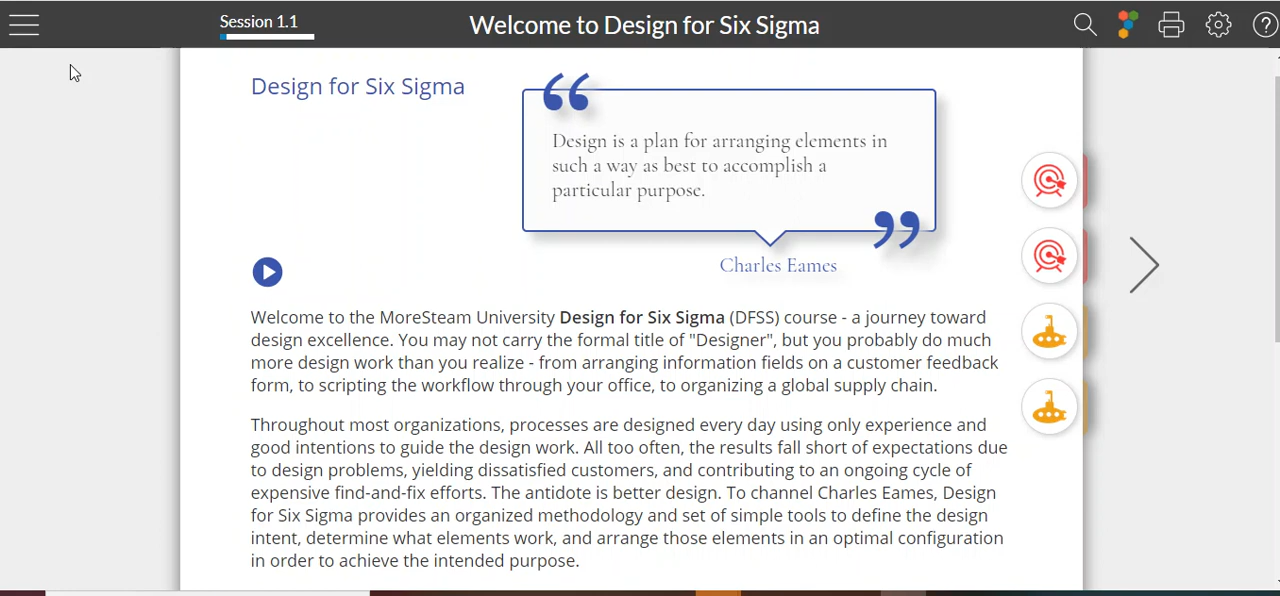 Session 1.1
Welcome to Design for Six Sigma
Design for Six Sigma
“
Design is a plan for arranging elements in
such a way as best to accomplish a
particular purpose.
”
Charles Eames
Welcome to the MoreSteam University Design for Six Sigma (DFSS) course - a journey toward
design excellence. You may not carry the formal title of "Designer", but you probably do much
more design work than you realize - from arranging information fields on a customer feedback
form, to scripting the workflow through your office, to organizing a global supply chain.
Throughout most organizations, processes are designed every day using only experience and
good intentions to guide the design work. All too often, the results fall short of expectations due
to design problems, yielding dissatisfied customers, and contributing to an ongoing cycle of
expensive find-and-fix efforts. The antidote is better design. To channel Charles Eames, Design
for Six Sigma provides an organized methodology and set of simple tools to define the design
intent, determine what elements work, and arrange those elements in an optimal configuration
in order to achieve the intended purpose.